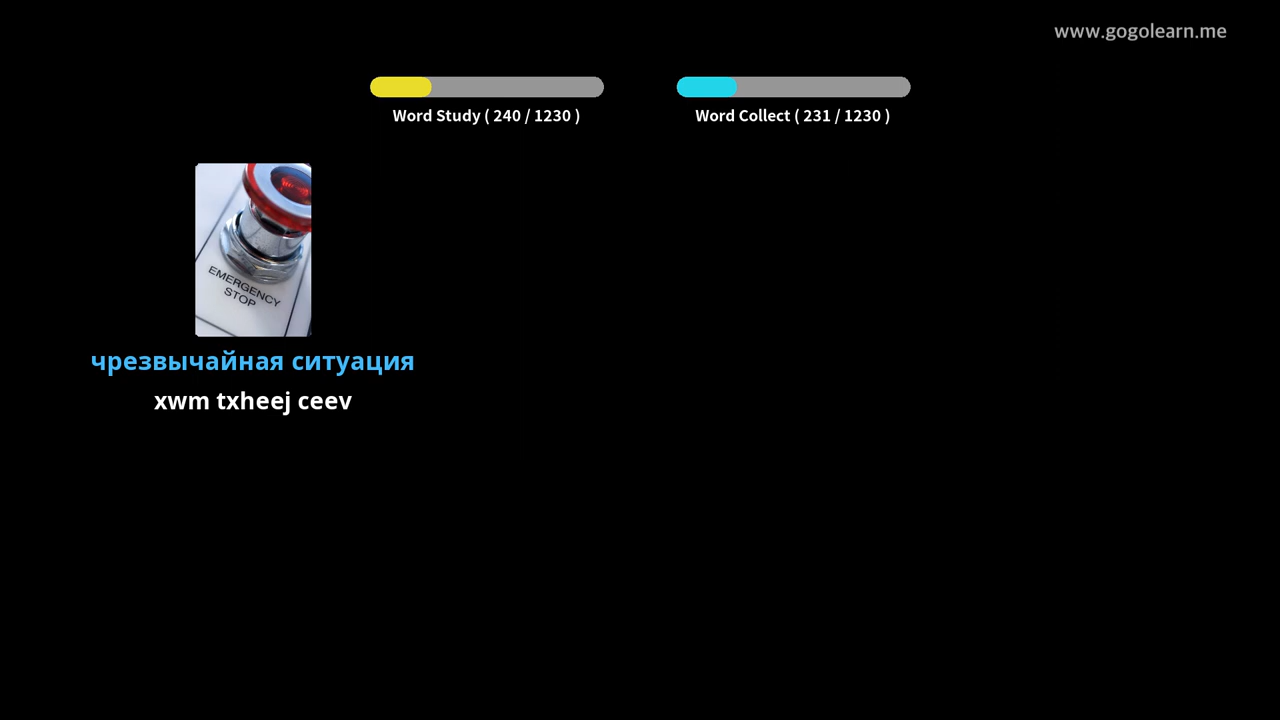 www.gogolearn.me
Word Study ( 240 / 1230 )
Word Collect ( 231 / 1230 )
EMERGENCY
STOP
чрезвычайная ситуация
xwm txheej ceev